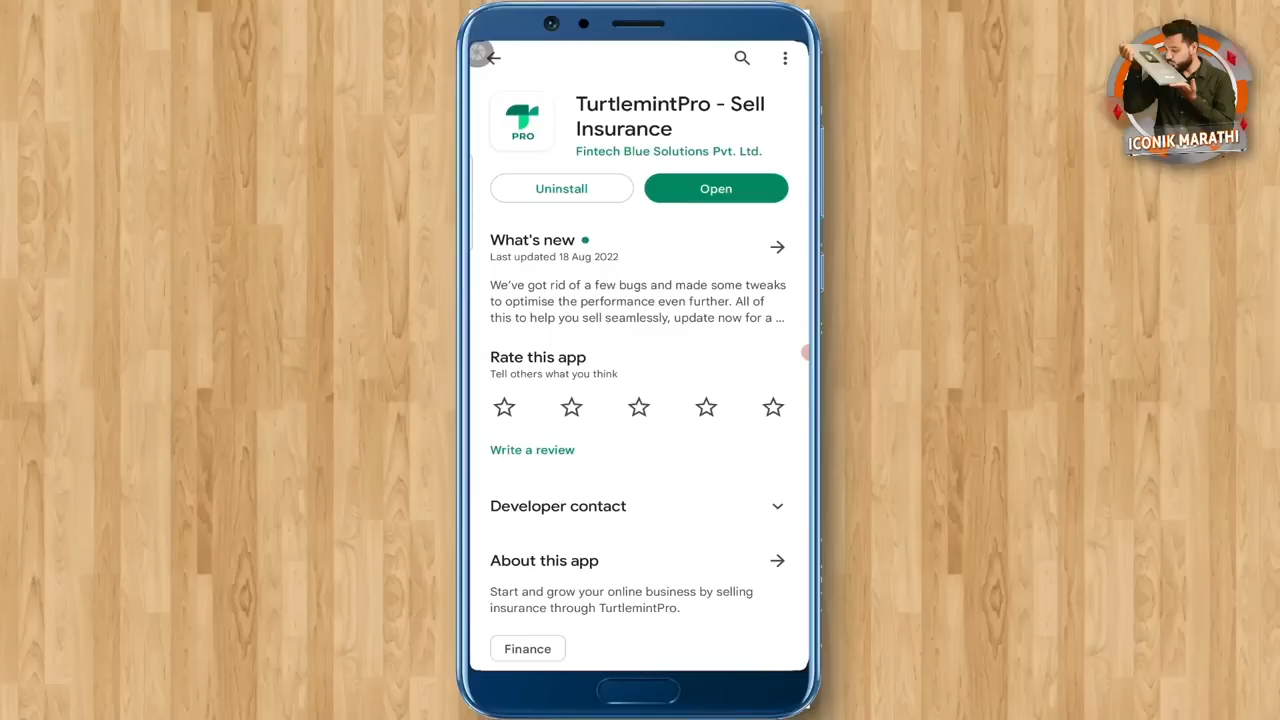 TurtlemintPro - Sell
Insurance
Fintech Blue Solutions Pvt. Ltd.
PRO
Uninstall
Open
What's new
Last updated 18 Aug 2022
We've got rid of a few bugs and made some tweaks
to optimise the performance even further. All of
this to help you sell seamlessly, update now for a ...
Rate this app
Tell others what you think
Write a review
Developer contact
About this app
Start and grow your online business by selling
insurance through TurtlemintPro.
Finance
ICONIK MARATHI